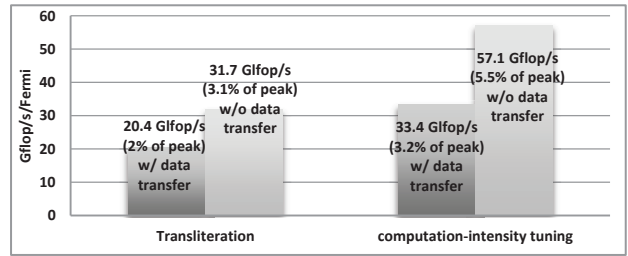 60
50
40
30
20
10
0
Gflop/s/Fermi
20.4 Glfop/s
(2% of peak)
w/ data
transfer
31.7 Glfop/s
(3.1% of peak)
w/o data
transfer
33.4 Glfop/s
(3.2% of peak)
w/ data
transfer
57.1 Gflop/s
(5.5% of peak)
w/o data
transfer
Transliteration
computation-intensity tuning